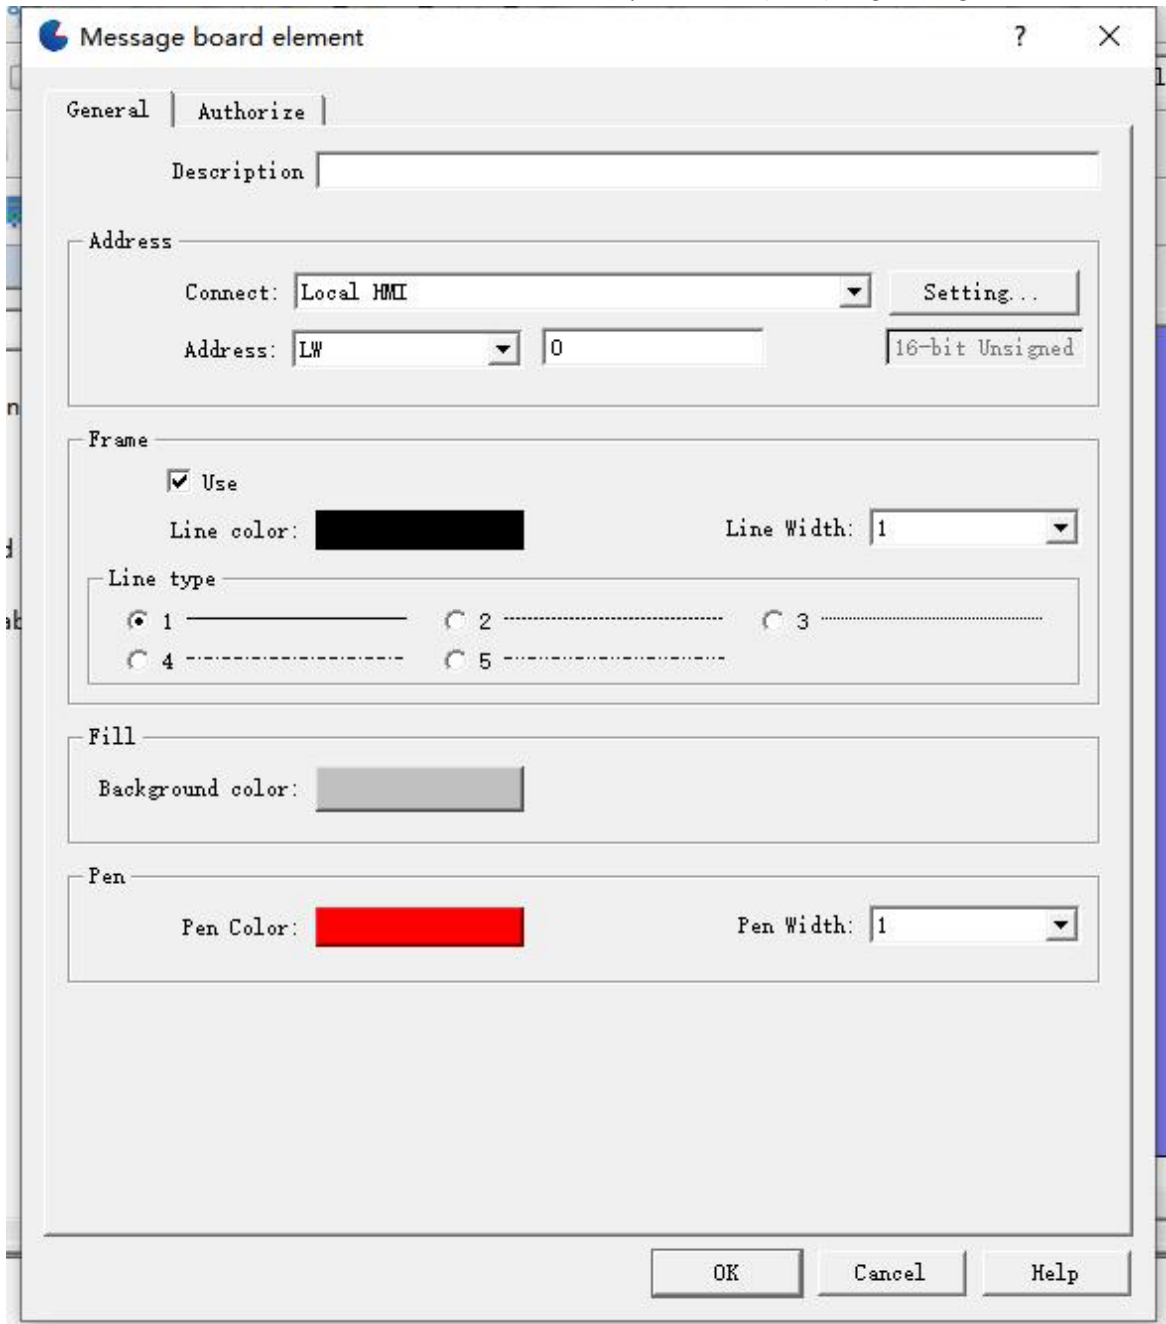 Message board element
?
General
Authorize
Description
Address
Connect: Local HMI
Setting...
Address: LW
0
16-bit Unsigned
Frame
Use
Line color:
Line Width: 1
Line type
1
2
3
4
5
Fill
Background color:
Pen
Pen Color:
Pen Width: 1
OK
Cancel
Help